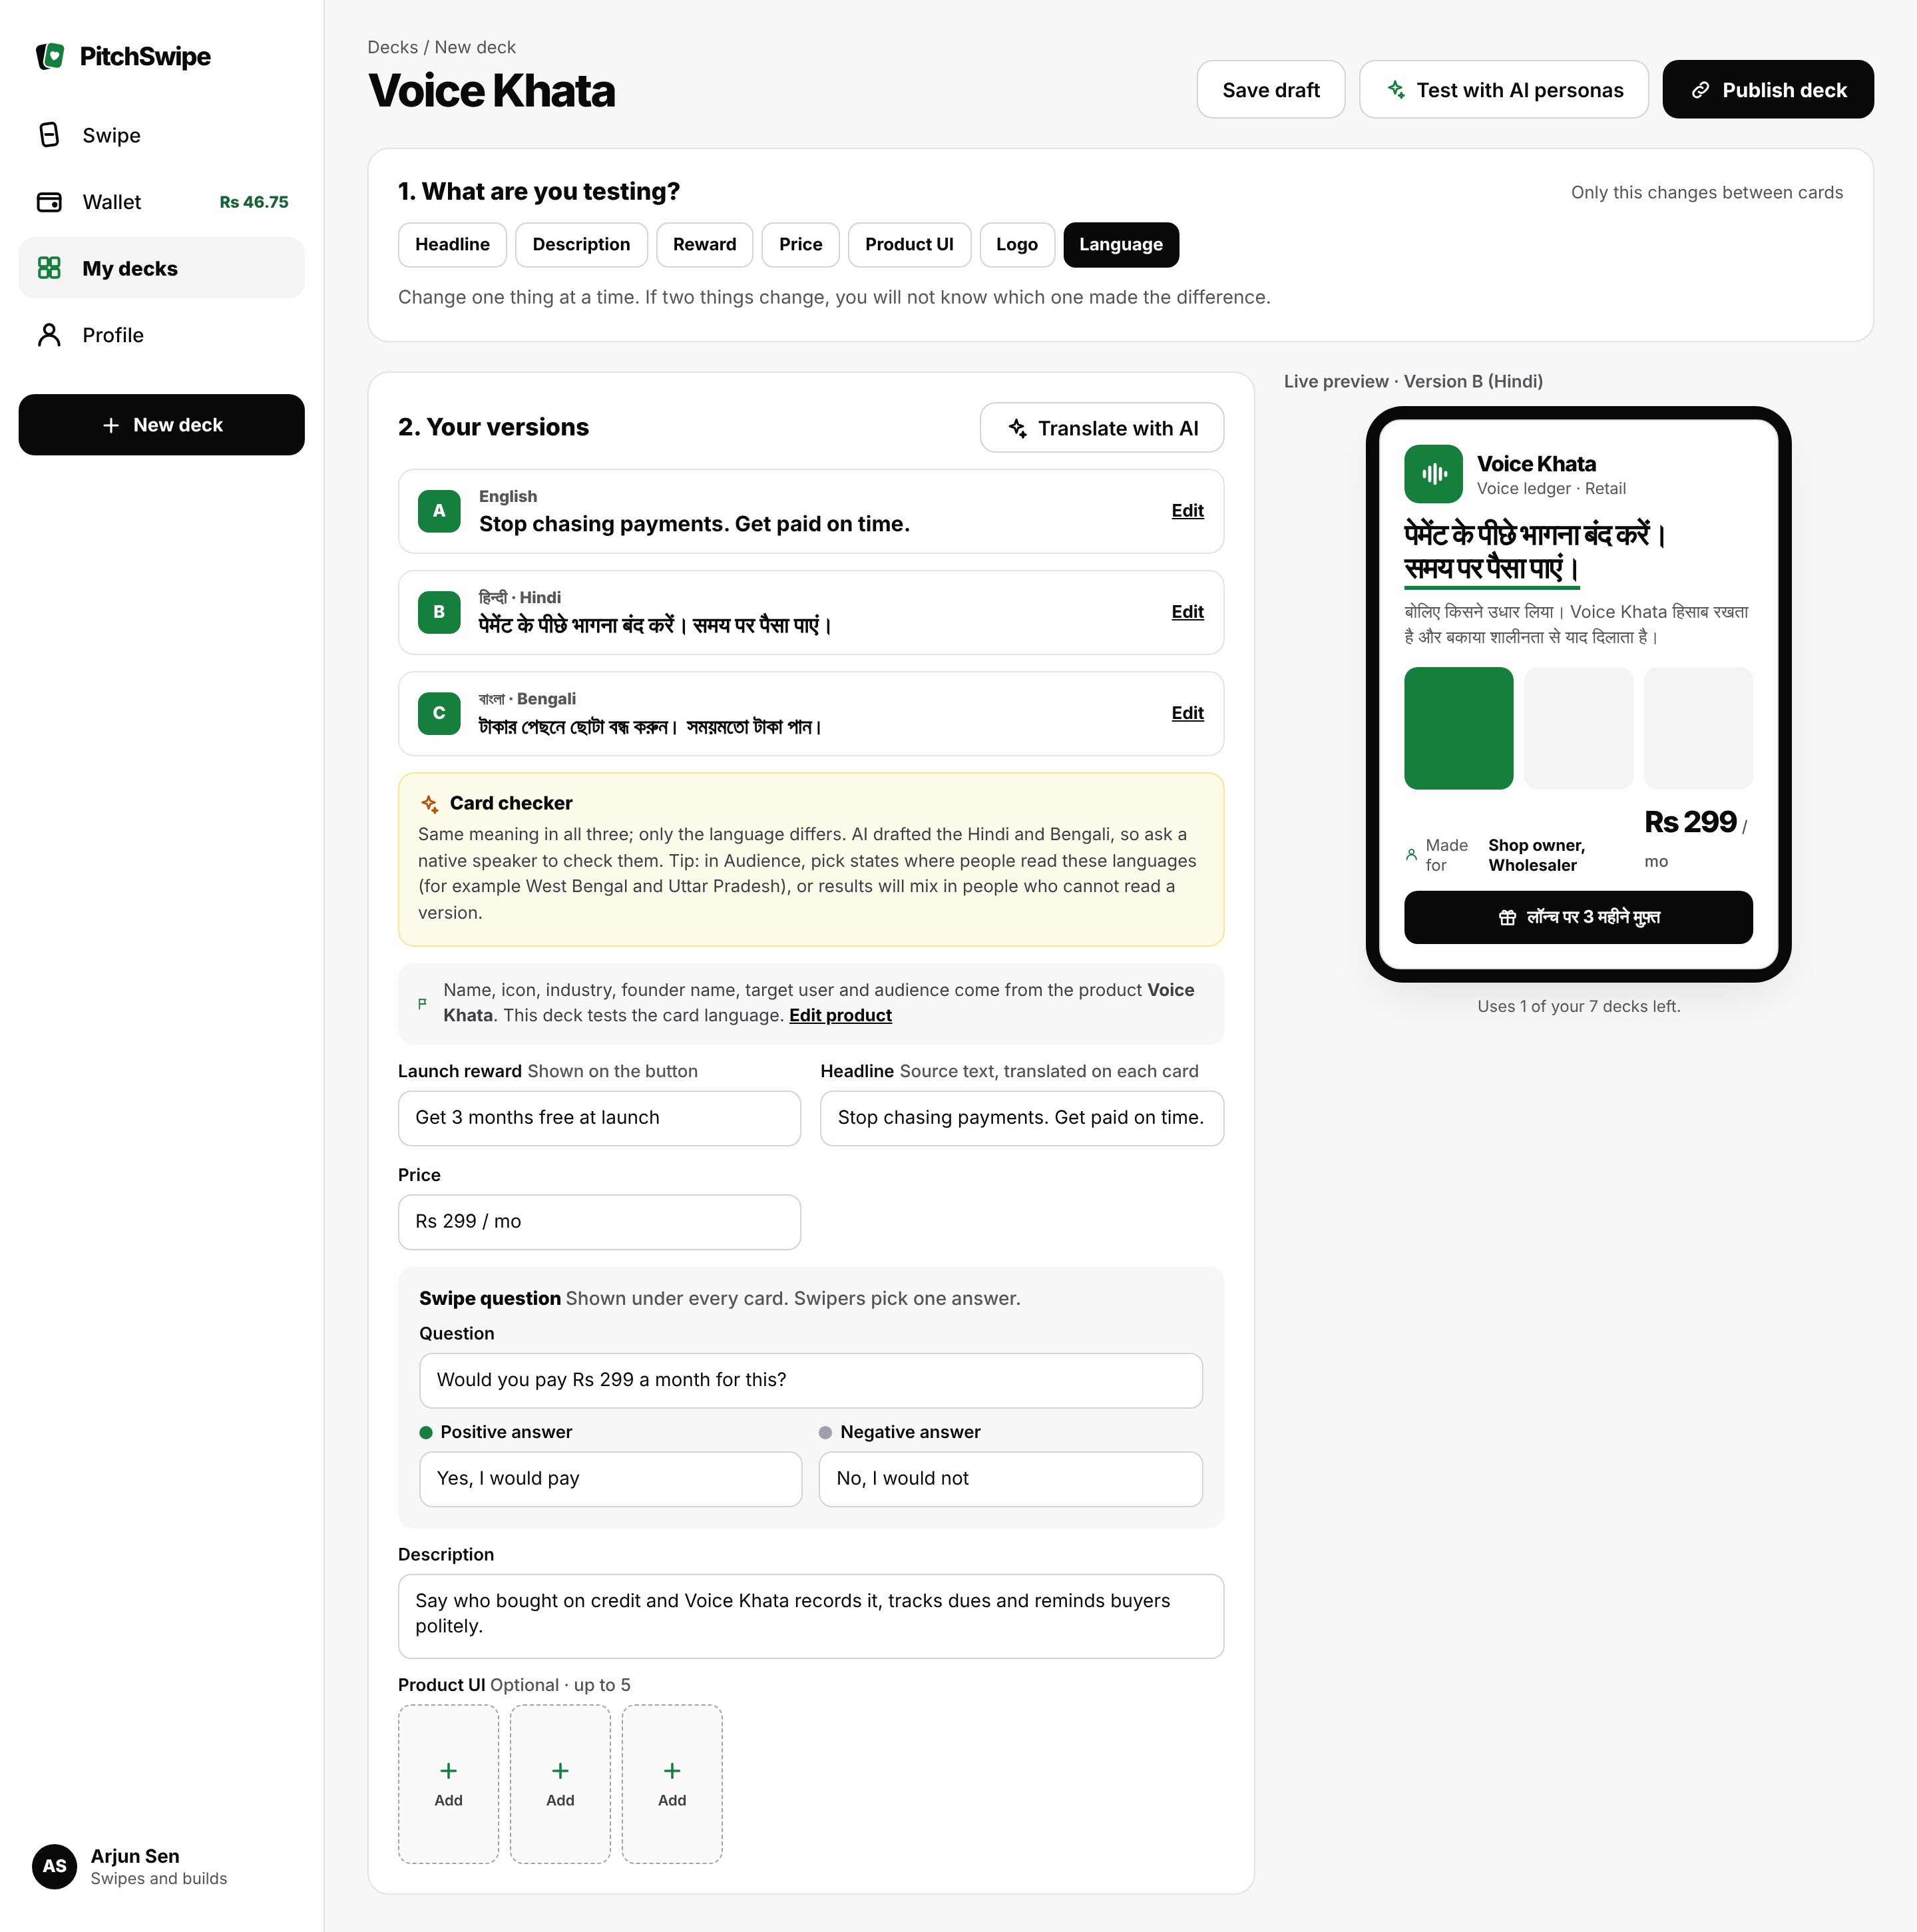 PitchSwipe
Swipe
Wallet Rs 46.75
My decks
Profile
New deck
AS
Arjun Sen
Swipes and builds
Decks / New deck
Voice Khata
Save draft
Test with AI personas
Publish deck
1. What are you testing?
Only this changes between cards
Headline Description Reward Price Product UI Logo Language
Change one thing at a time. If two things change, you will not know which one made the difference.
2. Your versions
Translate with AI
A
English
Stop chasing payments. Get paid on time.
Edit
B
हिन्दी · Hindi
पेमेंट के पीछे भागना बंद करें। समय पर पैसा पाएं।
Edit
C
বাংলা · Bengali
টাকার পেছনে ছোটা বন্ধ করুন। সময়মতো টাকা পান।
Edit
Card checker
Same meaning in all three; only the language differs. AI drafted the Hindi and Bengali, so ask a
native speaker to check them. Tip: in Audience, pick states where people read these languages
(for example West Bengal and Uttar Pradesh), or results will mix in people who cannot read a
version.
Name, icon, industry, founder name, target user and audience come from the product Voice
Khata. This deck tests the card language. Edit product
Launch reward Shown on the button
Get 3 months free at launch
Headline Source text, translated on each card
Stop chasing payments. Get paid on time.
Price
Rs 299 / mo
Swipe question Shown under every card. Swipers pick one answer.
Question
Would you pay Rs 299 a month for this?
Positive answer
Yes, I would pay
Negative answer
No, I would not
Description
Say who bought on credit and Voice Khata records it, tracks dues and reminds buyers
politely.
Product UI Optional · up to 5
Add
Add
Add
Live preview · Version B (Hindi)
Voice Khata
Voice ledger · Retail
पेमेंट के पीछे भागना बंद करें।
समय पर पैसा पाएं।
बोलिए किसने उधार लिया। Voice Khata हिसाब रखता
है और बकाया शालीनता से याद दिलाता है।
Made
for
Shop owner,
Wholesaler
Rs 299 /
mo
लॉन्च पर 3 महीने मुफ़्त
Uses 1 of your 7 decks left.